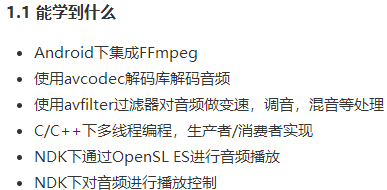 1.1 能学到什么
Android下集成FFmpeg
使用avcodec解码库解码音频
使用avfilter过滤器对音频做变速，调音，混音等处理
C/C++下多线程编程，生产者/消费者实现
NDK下通过OpenSL ES进行音频播放
NDK下对音频进行播放控制